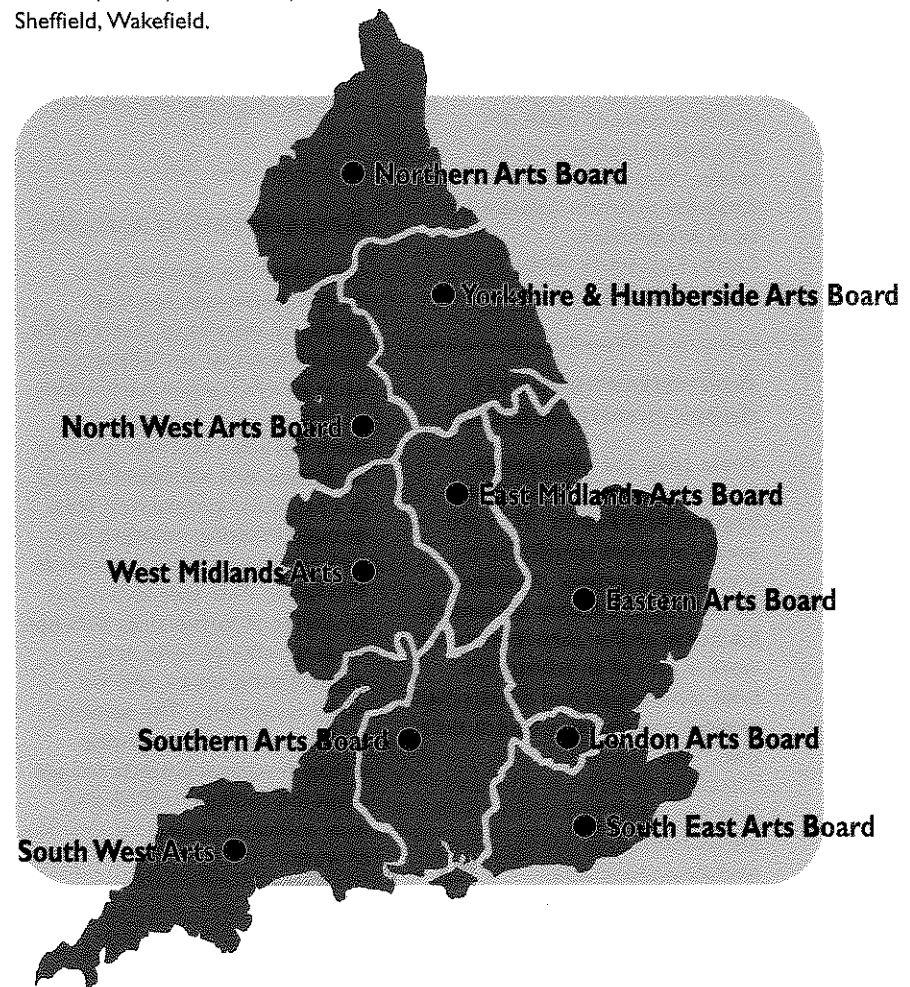 Sheffield, Wakefield.
Northern Arts Board
Yorkshire & Humberside Arts Board
North West Arts Board
East Midlands Arts Board
West Midlands Arts
Eastern Arts Board
Southern Arts Board
London Arts Board
South East Arts Board
South West Arts